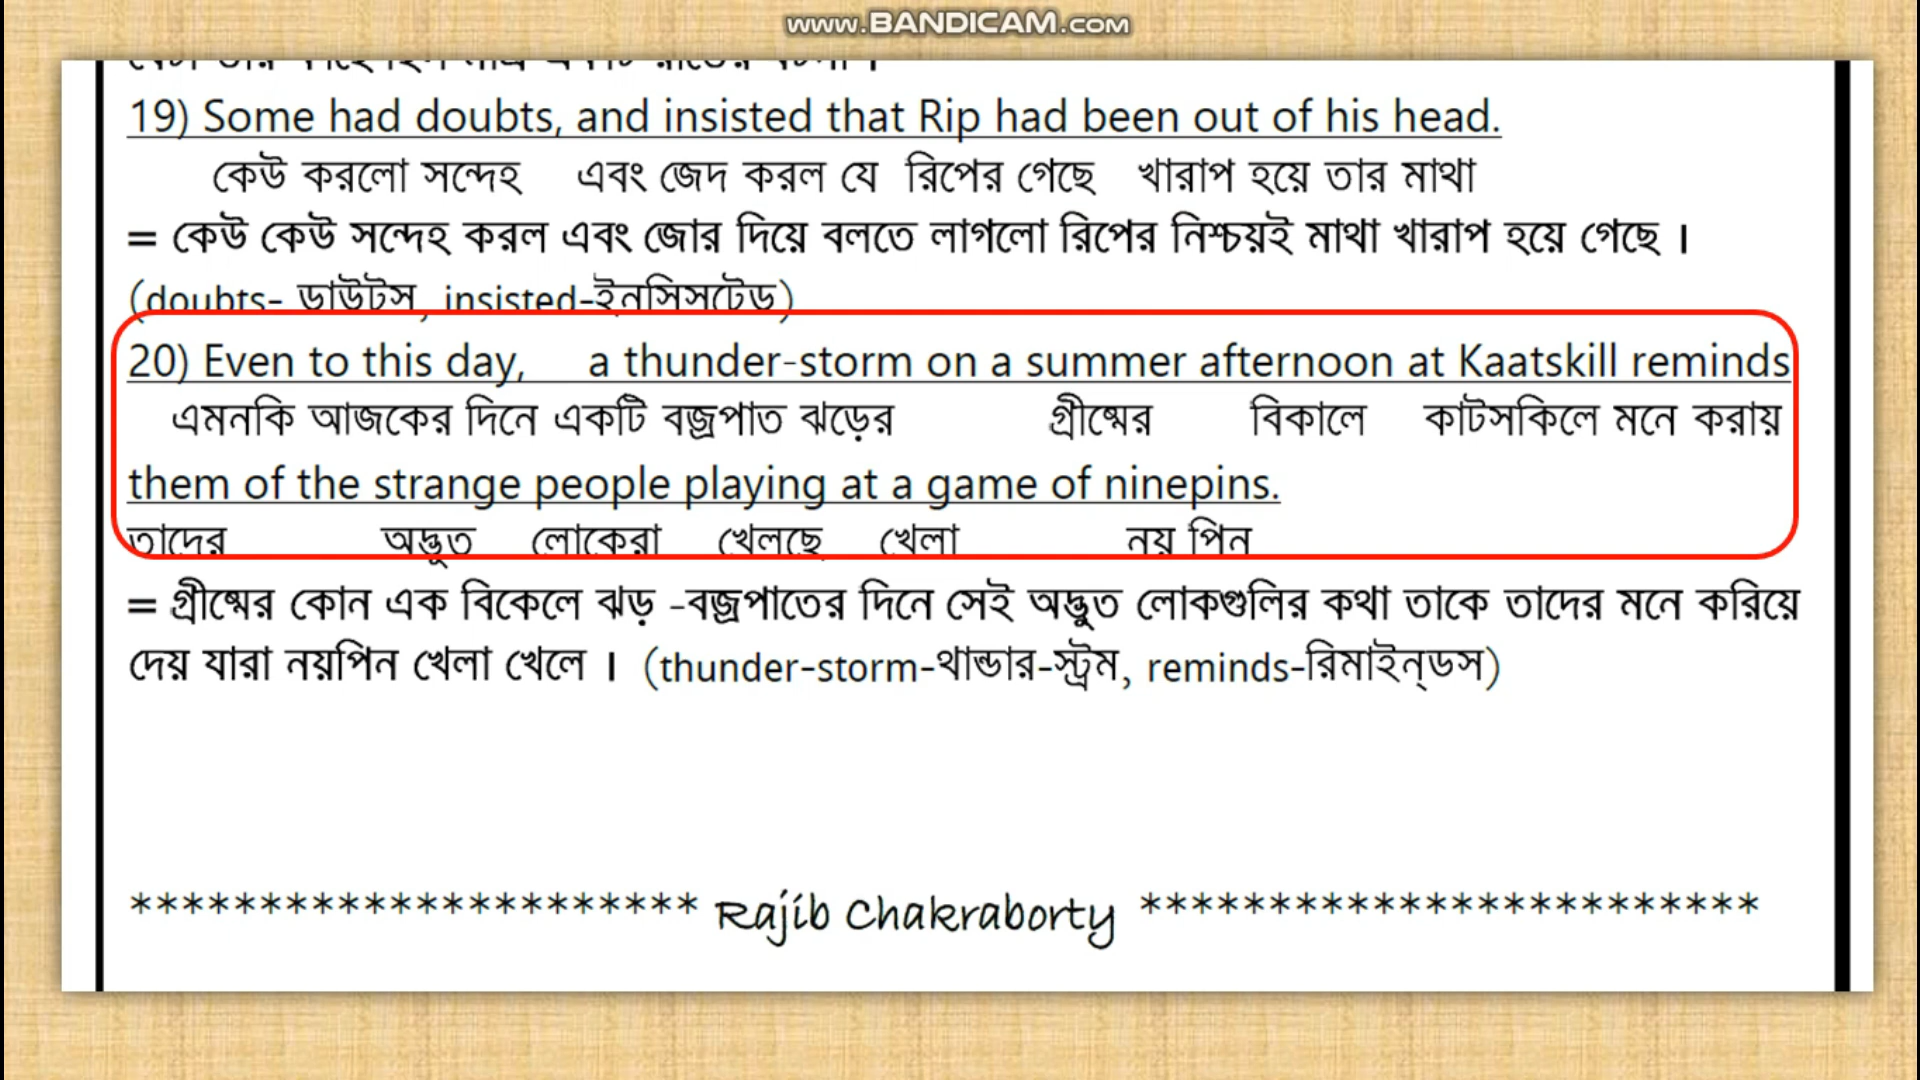 www.BANDICAM.com
19) Some had doubts, and insisted that Rip had been out of his head.
কেউ করলো সন্দেহ এবং জেদ করল যে রিপের গেছে খারাপ হয়ে তার মাথা
= কেউ কেউ সন্দেহ করল এবং জোর দিয়ে বলতে লাগলো রিপের নিশ্চয়ই মাথা খারাপ হয়ে গেছে ।
(doubts- ডাউটস, insisted-ইনসিসটেড)
20) Even to this day, a thunder-storm on a summer afternoon at Kaatskill reminds
এমনকি আজকের দিনে একটি বজ্রপাত ঝড়ের গ্রীষ্মের বিকালে কাটসকিলে মনে করায়
them of the strange people playing at a game of ninepins.
তাদের অদ্ভুত লোকেরা খেলছে খেলা নয় পিন
= গ্রীষ্মের কোন এক বিকেলে ঝড় -বজ্রপাতের দিনে সেই অদ্ভুত লোকগুলির কথা তাকে তাদের মনে করিয়ে
দেয় যারা নয়পিন খেলা খেলে । (thunder-storm-থান্ডার-স্ট্রম, reminds-রিমাইন্‌ডস)
********************** Rajib Chakraborty ************************